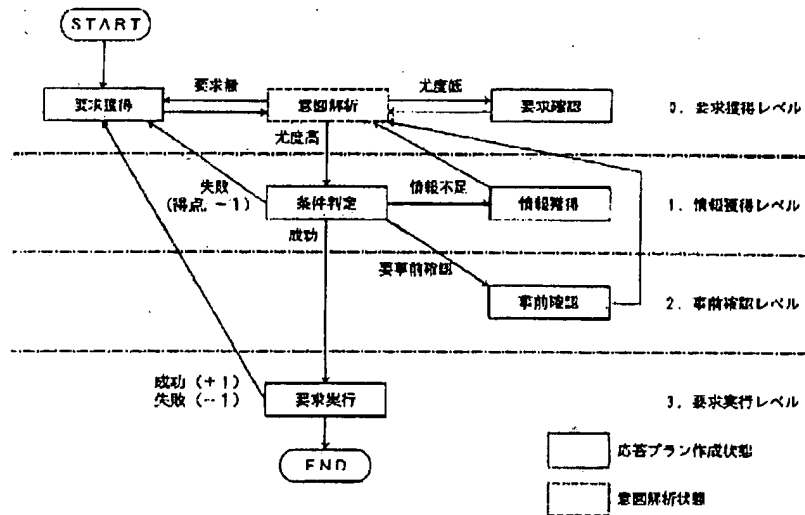 START
要求無
尤度低
要求獲得
意図解析
要求確認
0. 要求獲得レベル
尤度高
失敗
(得点, -1)
条件判定
情報不足
情報獲得
1. 情報獲得レベル
成功
要事前確認
事前確認
2. 事前確認レベル
成功 (+1)
失敗 (-1)
要求実行
3. 要求実行レベル
END
応答プラン作成状態
意図解析状態